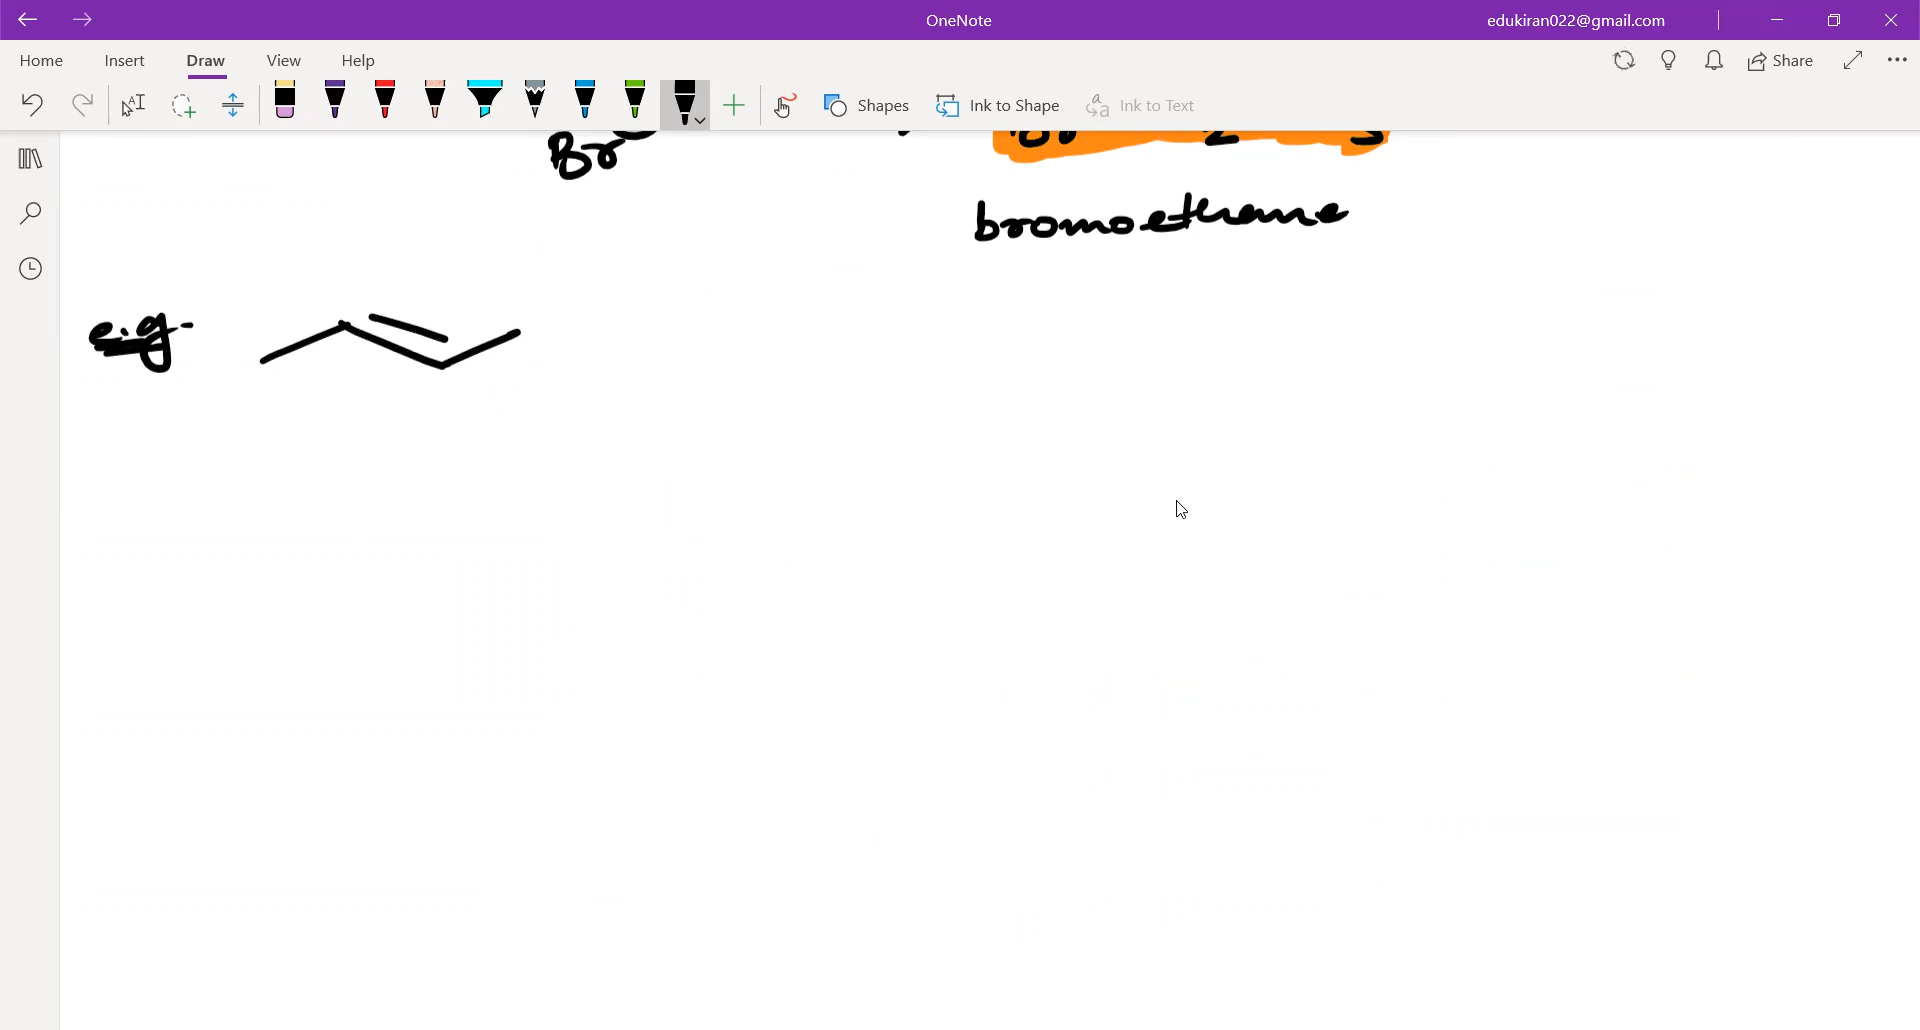 OneNote
edukiran022@gmail.com
Home Insert Draw View Help
Share
Shapes
Ink to Shape
Ink to Text
Br
bromoethane
e.g.